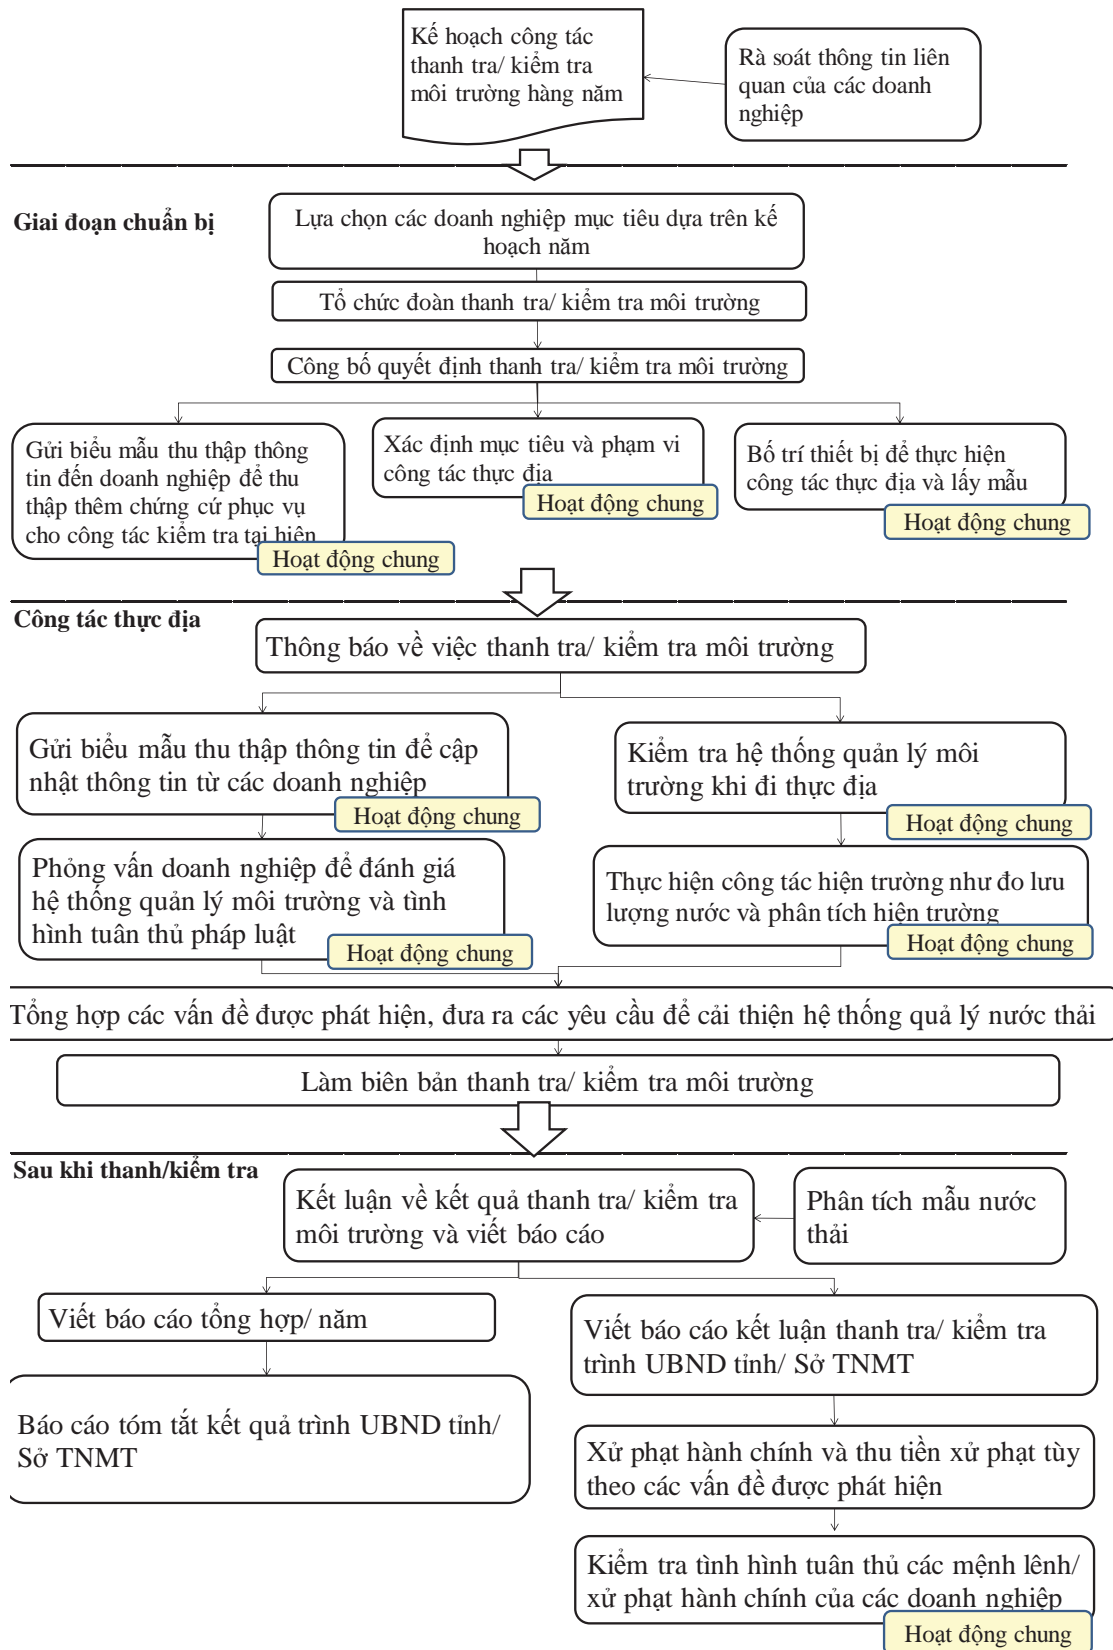 Kế hoạch công tác
thanh tra/ kiểm tra
môi trường hàng năm
Rà soát thông tin liên
quan của các doanh
nghiệp
Giai đoạn chuẩn bị
Lựa chọn các doanh nghiệp mục tiêu dựa trên kế
hoạch năm
Tổ chức đoàn thanh tra/ kiểm tra môi trường
Công bố quyết định thanh tra/ kiểm tra môi trường
Gửi biểu mẫu thu thập thông
tin đến doanh nghiệp để thu
thập thêm chứng cứ phục vụ
cho công tác kiểm tra tại hiện
Hoạt động chung
Xác định mục tiêu và phạm vi
công tác thực địa
Hoạt động chung
Bố trí thiết bị để thực hiện
công tác thực địa và lấy mẫu
Hoạt động chung
Công tác thực địa
Thông báo về việc thanh tra/ kiểm tra môi trường
Gửi biểu mẫu thu thập thông tin để cập
nhật thông tin từ các doanh nghiệp
Hoạt động chung
Kiểm tra hệ thống quản lý môi
trường khi đi thực địa
Hoạt động chung
Phỏng vấn doanh nghiệp để đánh giá
hệ thống quản lý môi trường và tình
hình tuân thủ pháp luật
Hoạt động chung
Thực hiện công tác hiện trường như đo lưu
lượng nước và phân tích hiện trường
Hoạt động chung
Tổng hợp các vấn đề được phát hiện, đưa ra các yêu cầu để cải thiện hệ thống quả lý nước thải
Làm biên bản thanh tra/ kiểm tra môi trường
Sau khi thanh/kiểm tra
Kết luận về kết quả thanh tra/ kiểm tra
môi trường và viết báo cáo
Phân tích mẫu nước
thải
Viết báo cáo tổng hợp/ năm
Viết báo cáo kết luận thanh tra/ kiểm tra
trình UBND tỉnh/ Sở TNMT
Báo cáo tóm tắt kết quả trình UBND tỉnh/
Sở TNMT
Xử phạt hành chính và thu tiền xử phạt tùy
theo các vấn đề được phát hiện
Kiểm tra tình hình tuân thủ các mệnh lênh/
xử phạt hành chính của các doanh nghiệp
Hoạt động chung